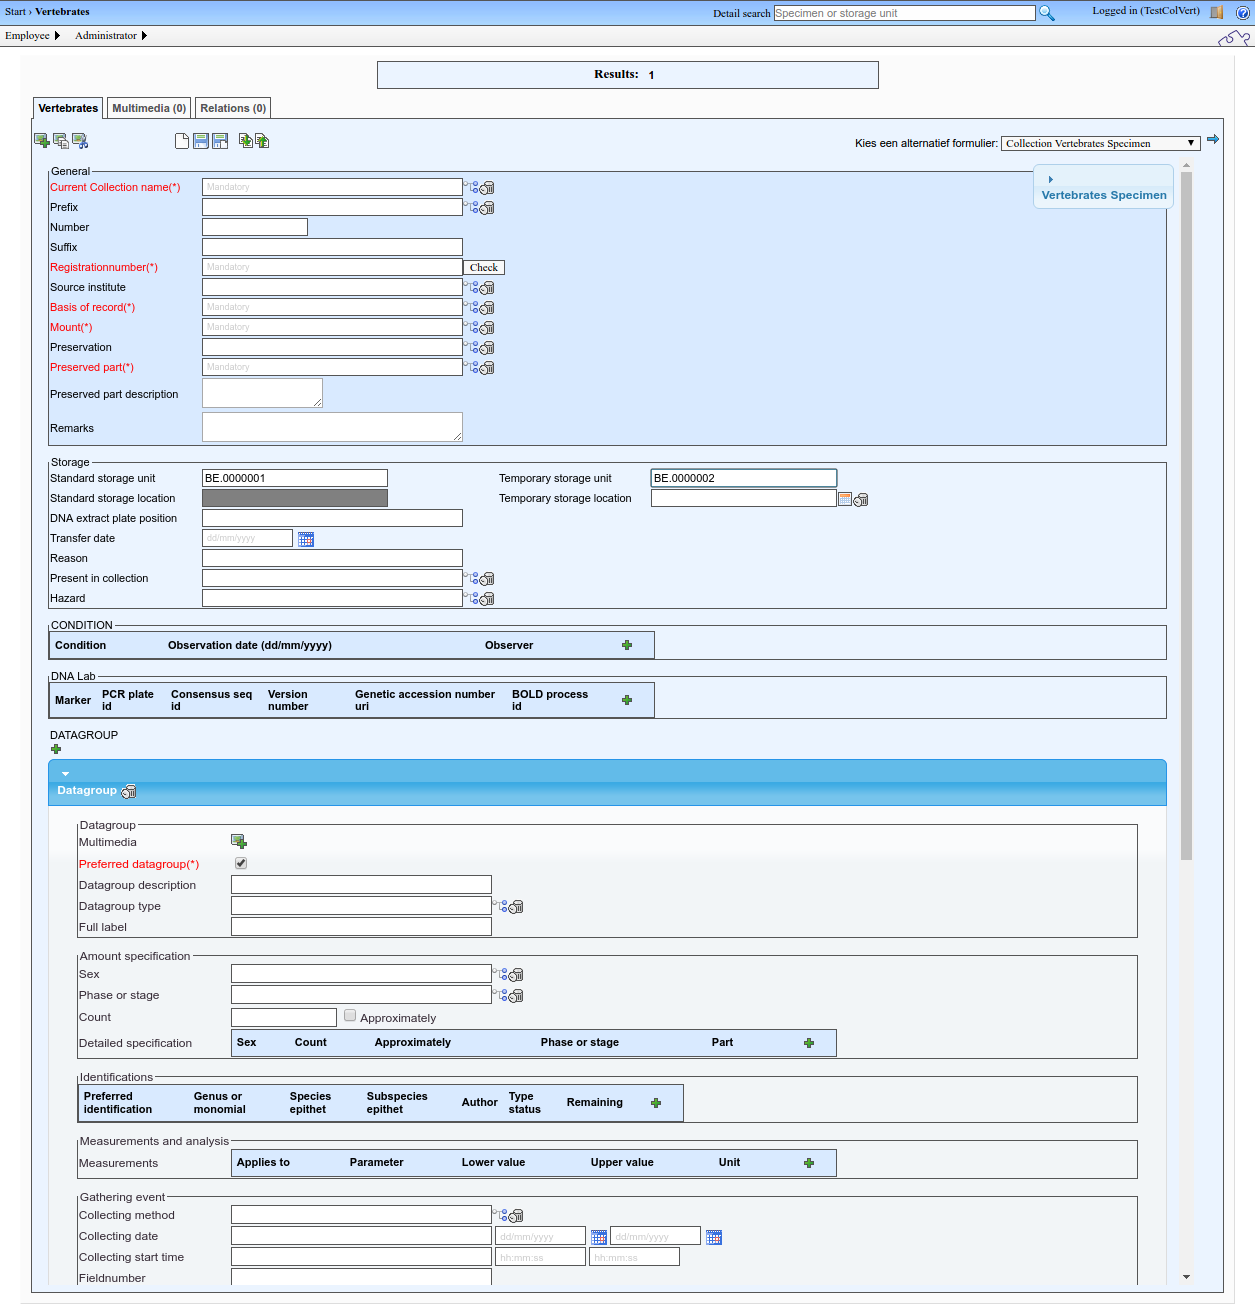 Start › Vertebrates
Detail search Specimen or storage unit
Logged in (TestColVert)
Employee Administrator
Results: 1
Vertebrates Multimedia (0) Relations (0)
Kies een alternatief formulier: Collection Vertebrates Specimen
General
Vertebrates Specimen
Current Collection name(*) Mandatory
Prefix
Number
Suffix
Registrationnumber(*) Mandatory Check
Source institute
Basis of record(*) Mandatory
Mount(*) Mandatory
Preservation
Preserved part(*) Mandatory
Preserved part description
Remarks
Storage
Standard storage unit BE.0000001 Temporary storage unit BE.0000002
Standard storage location Temporary storage location
DNA extract plate position
Transfer date dd/mm/yyyy
Reason
Present in collection
Hazard
CONDITION
Condition Observation date (dd/mm/yyyy) Observer
DNA Lab
Marker PCR plate id Consensus seq id Version number Genetic accession number uri BOLD process id
DATAGROUP
Datagroup
Datagroup
Multimedia
Preferred datagroup(*)
Datagroup description
Datagroup type
Full label
Amount specification
Sex
Phase or stage
Count Approximately
Detailed specification Sex Count Approximately Phase or stage Part
Identifications
Preferred identification Genus or monomial Species epithet Subspecies epithet Author Type status Remaining
Measurements and analysis
Measurements Applies to Parameter Lower value Upper value Unit
Gathering event
Collecting method
Collecting date dd/mm/yyyy dd/mm/yyyy
Collecting start time hh:mm:ss hh:mm:ss
Fieldnumber